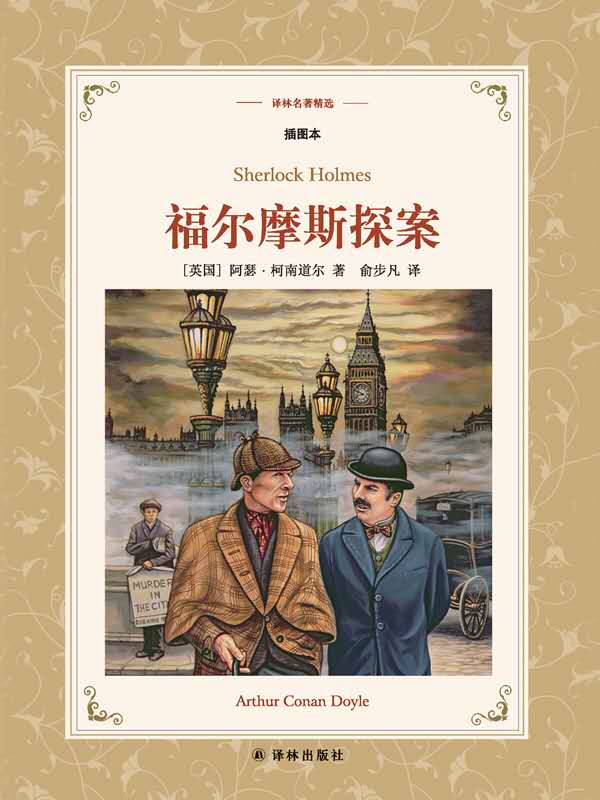 译林名著精选
插图本
Sherlock Holmes
福尔摩斯探案
[英国] 阿瑟·柯南道尔 著 俞步凡 译
MURDER
IN
THE CITY
Arthur Conan Doyle
译林出版社